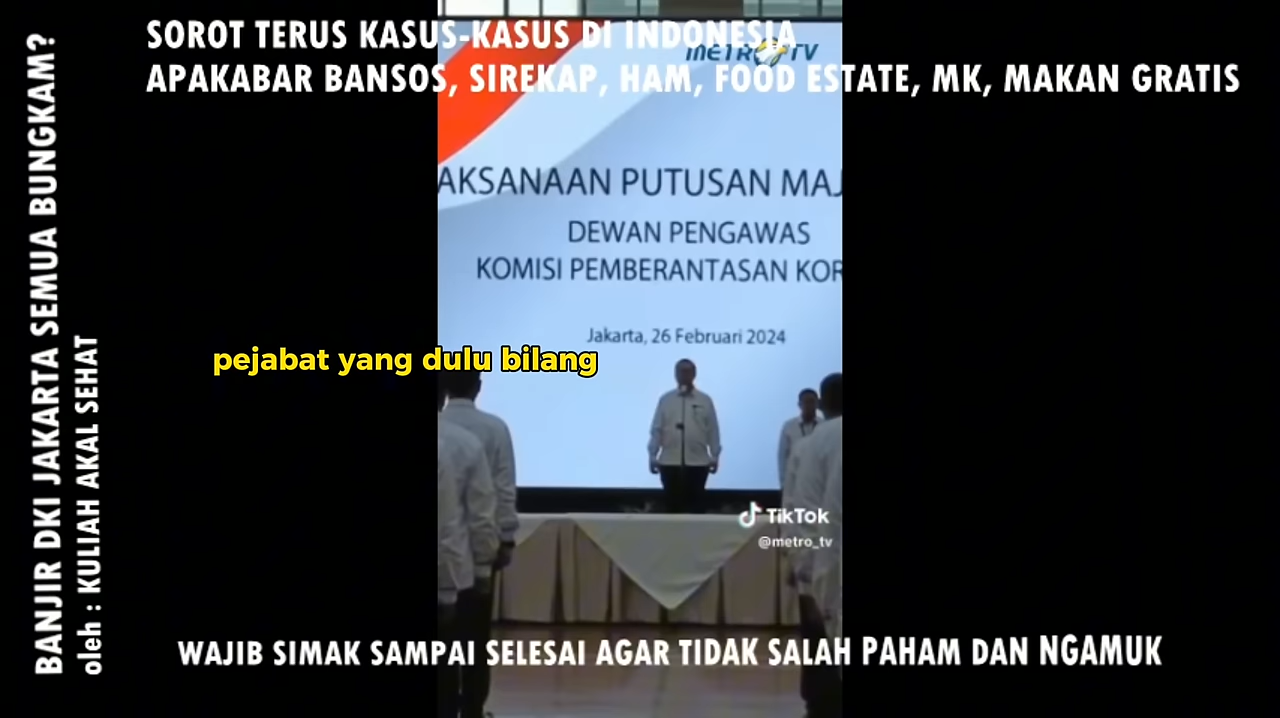 SOROT TERUS KASUS-KASUS DI INDONESIA
APAKABAR BANSOS, SIREKAP, HAM, FOOD ESTATE, MK, MAKAN GRATIS
BANJIR DKI JAKARTA SEMUA BUNGKAM?
oleh : KULIAH AKAL SEHAT
METRO TV
AKSANAAN PUTUSAN MAJ
DEWAN PENGAWAS
KOMISI PEMBERANTASAN KOR
Jakarta, 26 Februari 2024
pejabat yang dulu bilang
TikTok
@metro_tv
WAJIB SIMAK SAMPAI SELESAI AGAR TIDAK SALAH PAHAM DAN NGAMUK